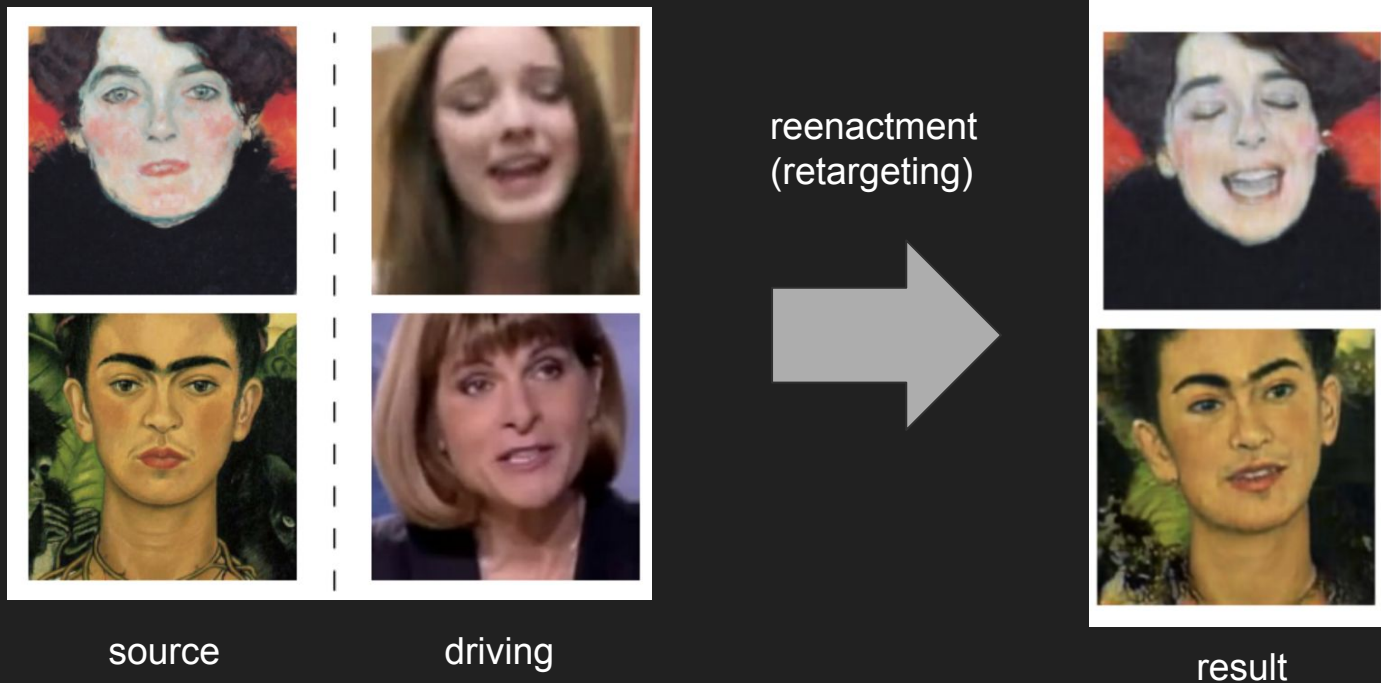 reenactment
(retargeting)
source
driving
result